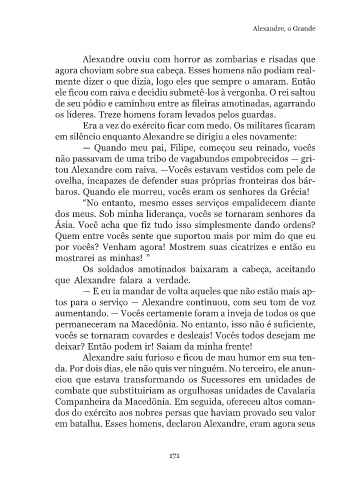 Alexandre, o Grande
Alexandre ouviu com horror as zombarias e risadas que
agora choviam sobre sua cabeça. Esses homens não podiam real-
mente dizer o que dizia, logo eles que sempre o amaram. Então
ele ficou com raiva e decidiu submetê-los à vergonha. O rei saltou
de seu pódio e caminhou entre as fileiras amotinadas, agarrando
os líderes. Treze homens foram levados pelos guardas.
Era a vez do exército ficar com medo. Os militares ficaram
em silêncio enquanto Alexandre se dirigiu a eles novamente:
— Quando meu pai, Filipe, começou seu reinado, vocês
não passavam de uma tribo de vagabundos empobrecidos — gri-
tou Alexandre com raiva. —Vocês estavam vestidos com pele de
ovelha, incapazes de defender suas próprias fronteiras dos bár-
baros. Quando ele morreu, vocês eram os senhores da Grécia!
“No entanto, mesmo esses serviços empalidecem diante
dos meus. Sob minha liderança, vocês se tornaram senhores da
Ásia. Você acha que fiz tudo isso simplesmente dando ordens?
Quem entre vocês sente que suportou mais por mim do que eu
por vocês? Venham agora! Mostrem suas cicatrizes e então eu
mostrarei as minhas! ”
Os soldados amotinados baixaram a cabeça, aceitando
que Alexandre falara a verdade.
— E eu ia mandar de volta aqueles que não estão mais ap-
tos para o serviço — Alexandre continuou, com seu tom de voz
aumentando. — Vocês certamente foram a inveja de todos os que
permaneceram na Macedônia. No entanto, isso não é suficiente,
vocês se tornaram covardes e desleais! Vocês todos desejam me
deixar? Então podem ir! Saiam da minha frente!
Alexandre saiu furioso e ficou de mau humor em sua ten-
da. Por dois dias, ele não quis ver ninguém. No terceiro, ele anun-
ciou que estava transformando os Sucessores em unidades de
combate que substituiriam as orgulhosas unidades de Cavalaria
Companheira da Macedônia. Em seguida, ofereceu altos coman-
dos do exército aos nobres persas que haviam provado seu valor
em batalha. Esses homens, declarou Alexandre, eram agora seus
171